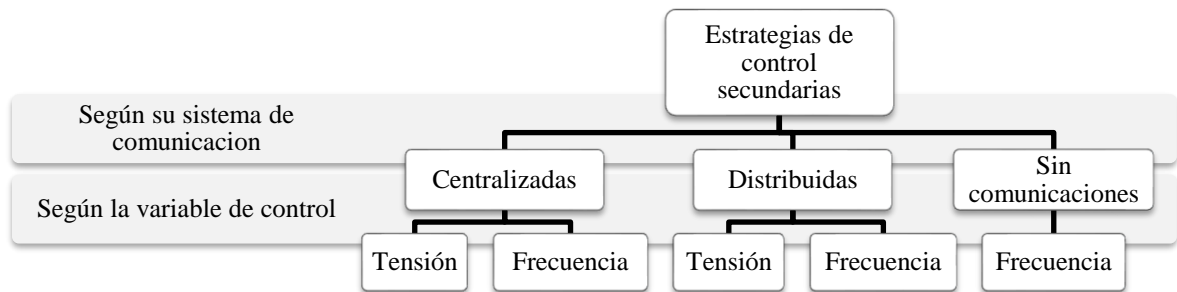 Estrategias de
control
secundarias
Según su sistema de
comunicacion
Centralizadas
Distribuidas
Sin
comunicaciones
Según la variable de control
Tensión
Frecuencia
Tensión
Frecuencia
Frecuencia